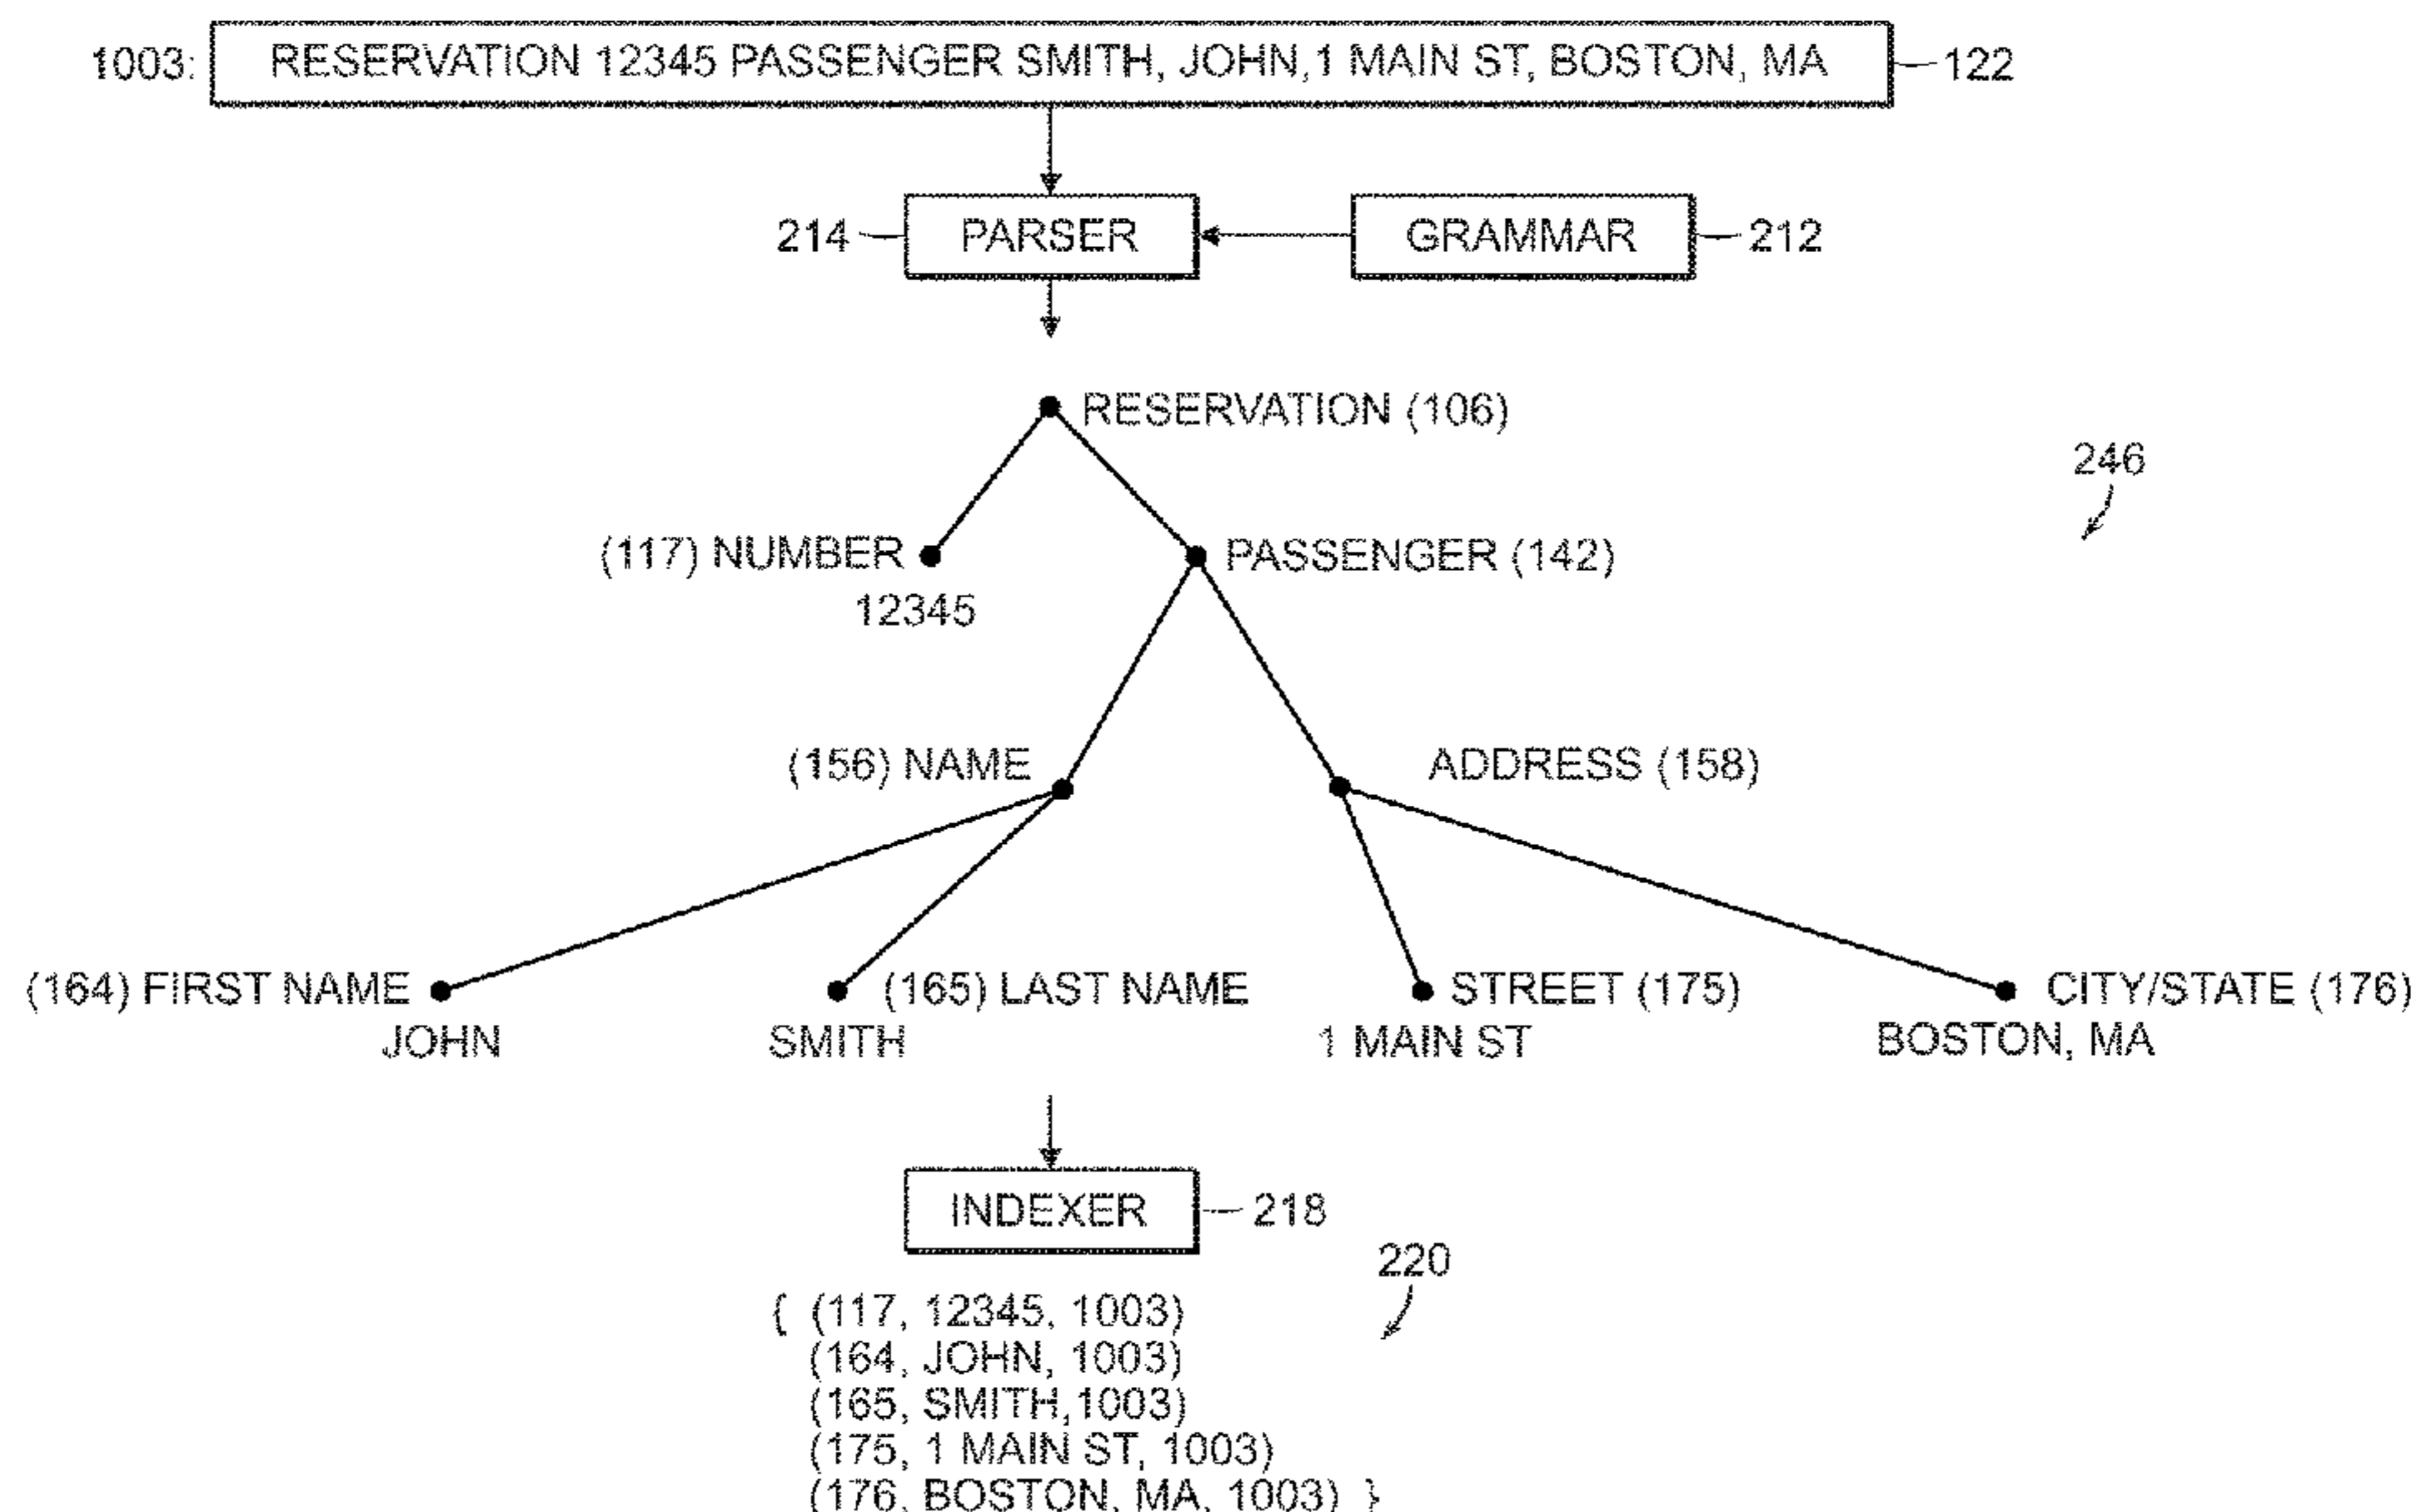 1003: RESERVATION 12345 PASSENGER SMITH, JOHN,1 MAIN ST, BOSTON, MA 122
214 PARSER GRAMMAR 212
RESERVATION (106)
246
(117) NUMBER PASSENGER (142)
12345
(156) NAME ADDRESS (158)
(164) FIRST NAME (165) LAST NAME STREET (175) CITY/STATE (176)
JOHN SMITH 1 MAIN ST BOSTON, MA
INDEXER 218
220
{ (117, 12345, 1003)
(164, JOHN, 1003)
(165, SMITH,1003)
(175, 1 MAIN ST, 1003)
(176, BOSTON, MA, 1003) }